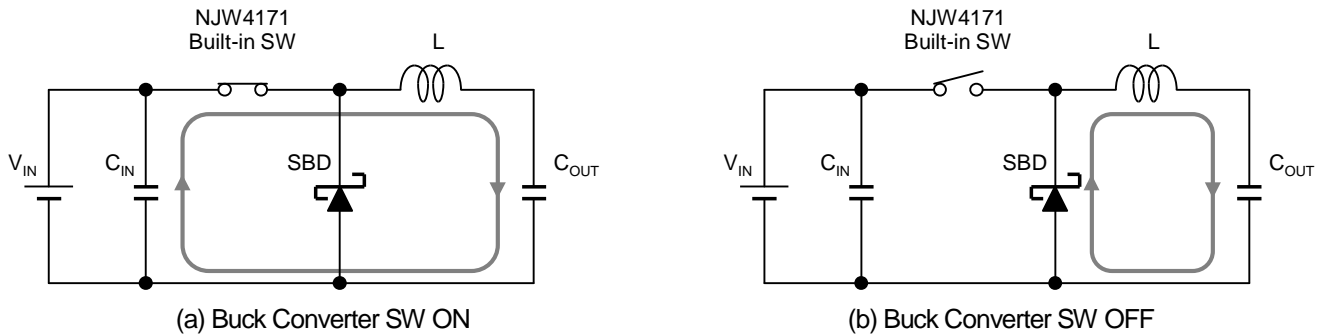 NJW4171
Built-in SW
L
V_IN
C_IN
SBD
C_OUT
(a) Buck Converter SW ON
NJW4171
Built-in SW
L
V_IN
C_IN
SBD
C_OUT
(b) Buck Converter SW OFF